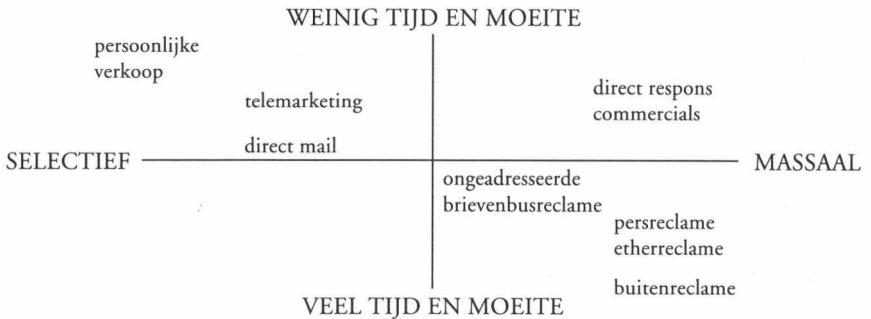 WEINIG TIJD EN MOEITE
persoonlijke
verkoop
telemarketing
direct mail
direct respons
commercials
SELECTIEF
MASSAAL
ongeadresseerde
brievenbusreclame
persreclame
etherreclame
buitenreclame
VEEL TIJD EN MOEITE